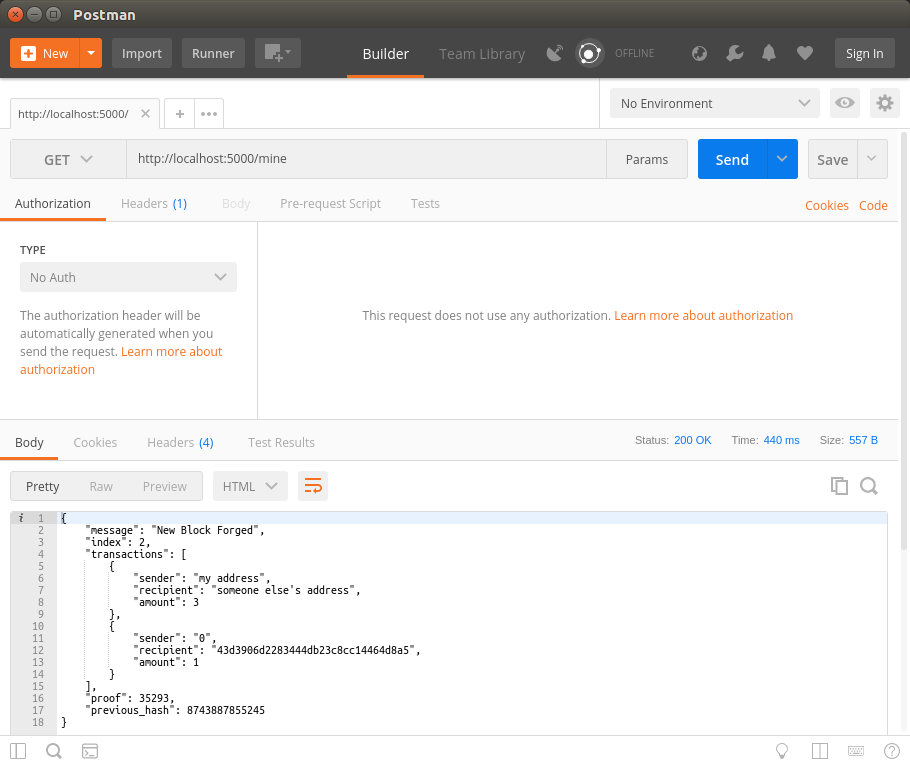 Postman
New Import Runner Builder Team Library OFFLINE Sign In
http://localhost:5000/ No Environment
GET http://localhost:5000/mine Params Send Save
Authorization Headers (1) Body Pre-request Script Tests Cookies Code
TYPE
No Auth
The authorization header will be
automatically generated when you
send the request. Learn more about
authorization
This request does not use any authorization. Learn more about authorization
Body Cookies Headers (4) Test Results Status: 200 OK Time: 440 ms Size: 557 B
Pretty Raw Preview HTML
i 1 {
2 "message": "New Block Forged",
3 "index": 2,
4 "transactions": [
5 {
6 "sender": "my address",
7 "recipient": "someone else's address",
8 "amount": 3
9 },
10 {
11 "sender": "0",
12 "recipient": "43d3906d2283444db23c8cc14464d8a5",
13 "amount": 1
14 }
15 ],
16 "proof": 35293,
17 "previous_hash": 8743887855245
18 }